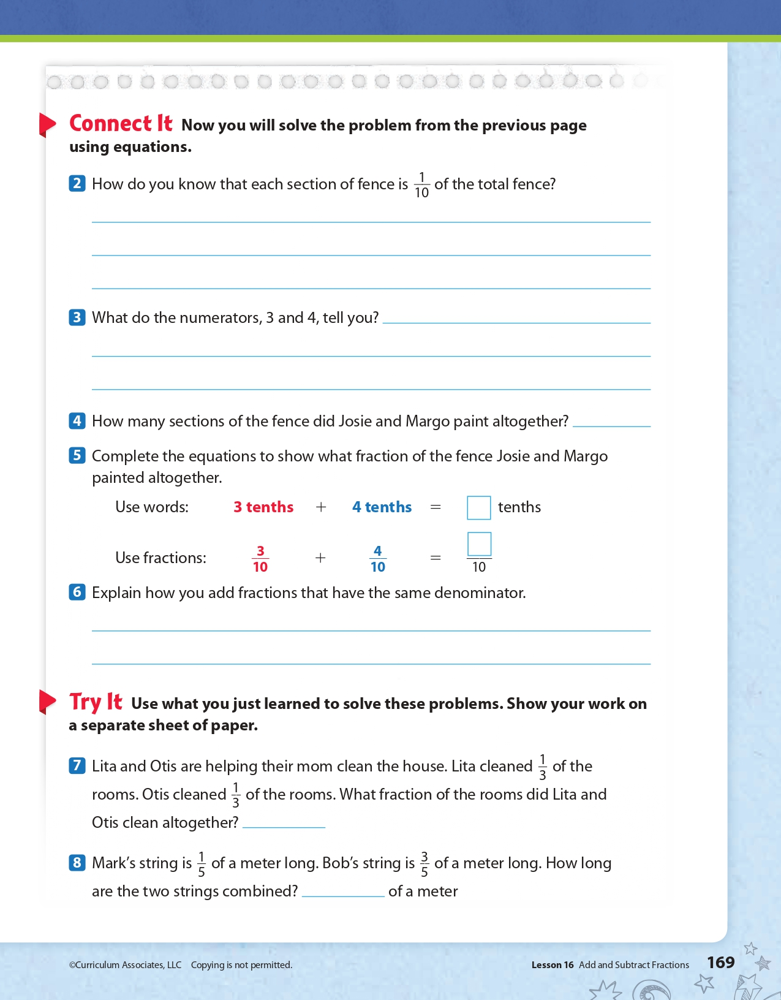 Connect It Now you will solve the problem from the previous page
using equations.
2 How do you know that each section of fence is 1/10 of the total fence?
3 What do the numerators, 3 and 4, tell you?
4 How many sections of the fence did Josie and Margo paint altogether?
5 Complete the equations to show what fraction of the fence Josie and Margo
painted altogether.
Use words: 3 tenths + 4 tenths = tenths
Use fractions: 3/10 + 4/10 = /10
6 Explain how you add fractions that have the same denominator.
Try It Use what you just learned to solve these problems. Show your work on
a separate sheet of paper.
7 Lita and Otis are helping their mom clean the house. Lita cleaned 1/3 of the
rooms. Otis cleaned 1/3 of the rooms. What fraction of the rooms did Lita and
Otis clean altogether?
8 Mark’s string is 1/5 of a meter long. Bob’s string is 3/5 of a meter long. How long
are the two strings combined? of a meter
©Curriculum Associates, LLC Copying is not permitted.
Lesson 16 Add and Subtract Fractions 169